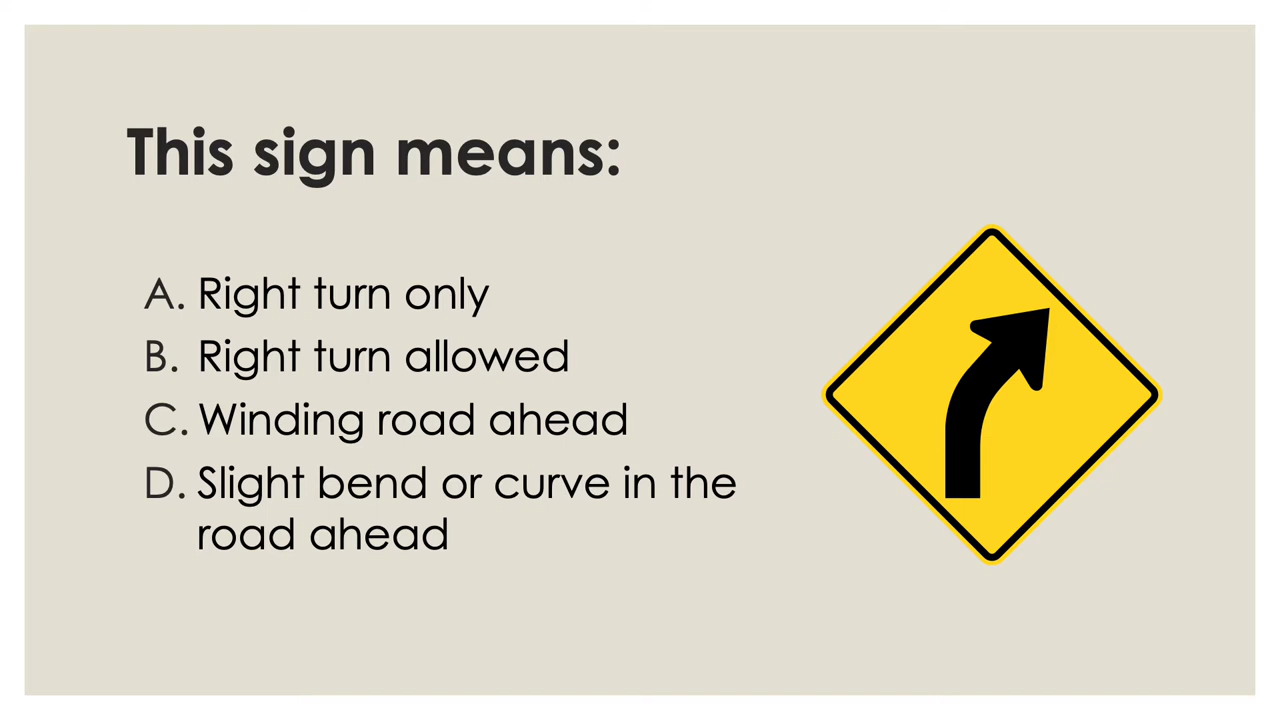 This sign means:
A. Right turn only
B. Right turn allowed
C. Winding road ahead
D. Slight bend or curve in the
road ahead